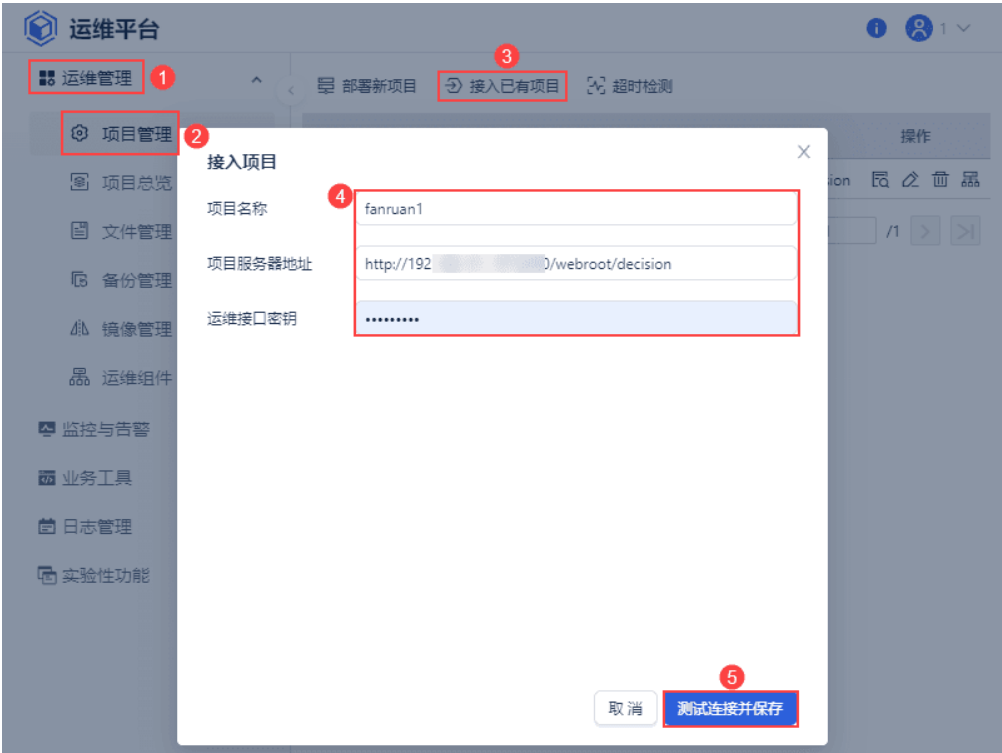 运维平台
1
运维管理 1
3
部署新项目 接入已有项目 超时检测
项目管理 2
操作
接入项目
项目总览
sion
项目名称 4 fanruan1
文件管理
/1
项目服务器地址 http://192 0/webroot/decision
备份管理
运维接口密钥 •••••••••
镜像管理
运维组件
监控与告警
业务工具
日志管理
实验性功能
5
取消 测试连接并保存